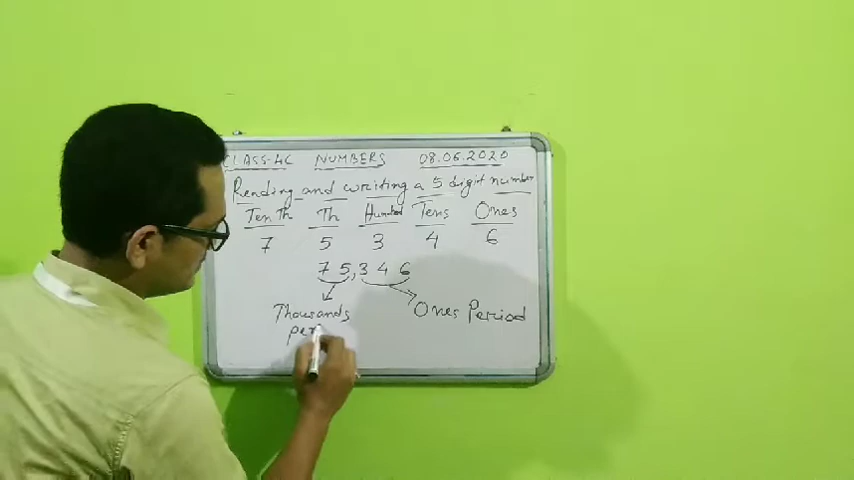 CLASS-4C NUMBERS 08.06.2020
Reading and writing a 5 digit number
Ten Th Th Hundred Tens Ones
7 5 3 4 6
75,346
Thousands Ones Period
per